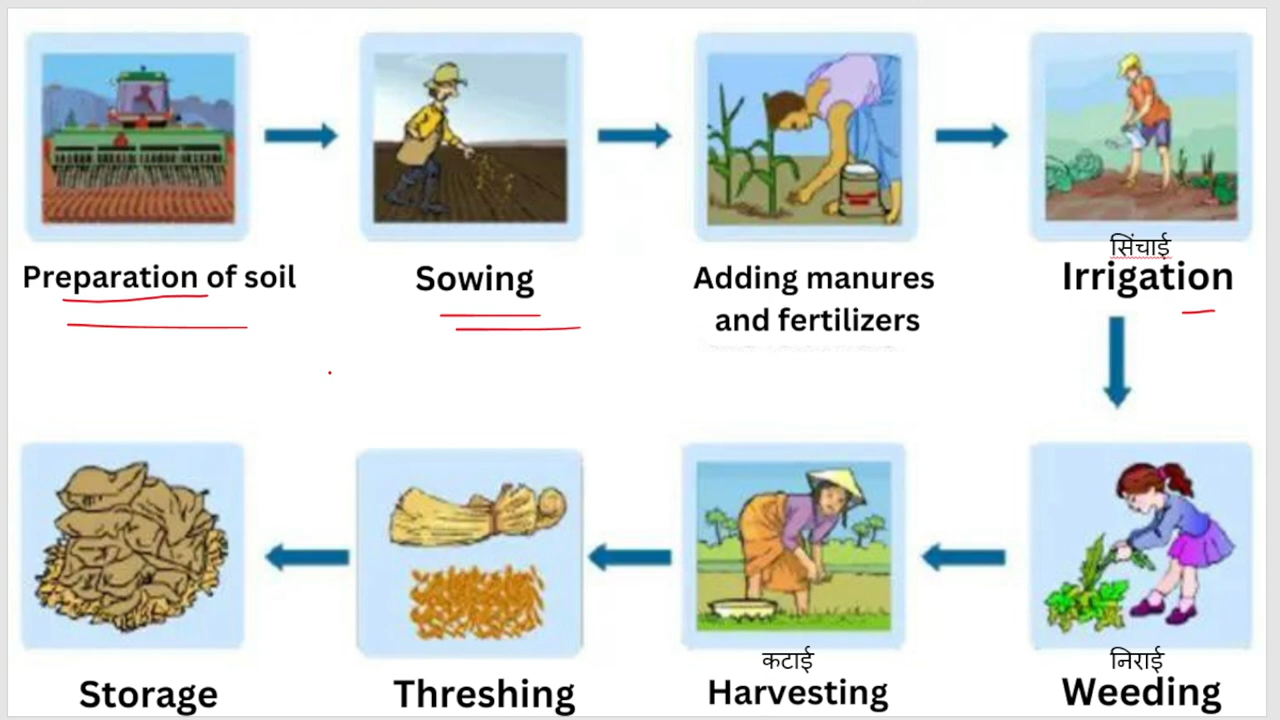 Preparation of soil
Sowing
Adding manures
and fertilizers
सिंचाई
Irrigation
Storage
Threshing
कटाई
Harvesting
निराई
Weeding